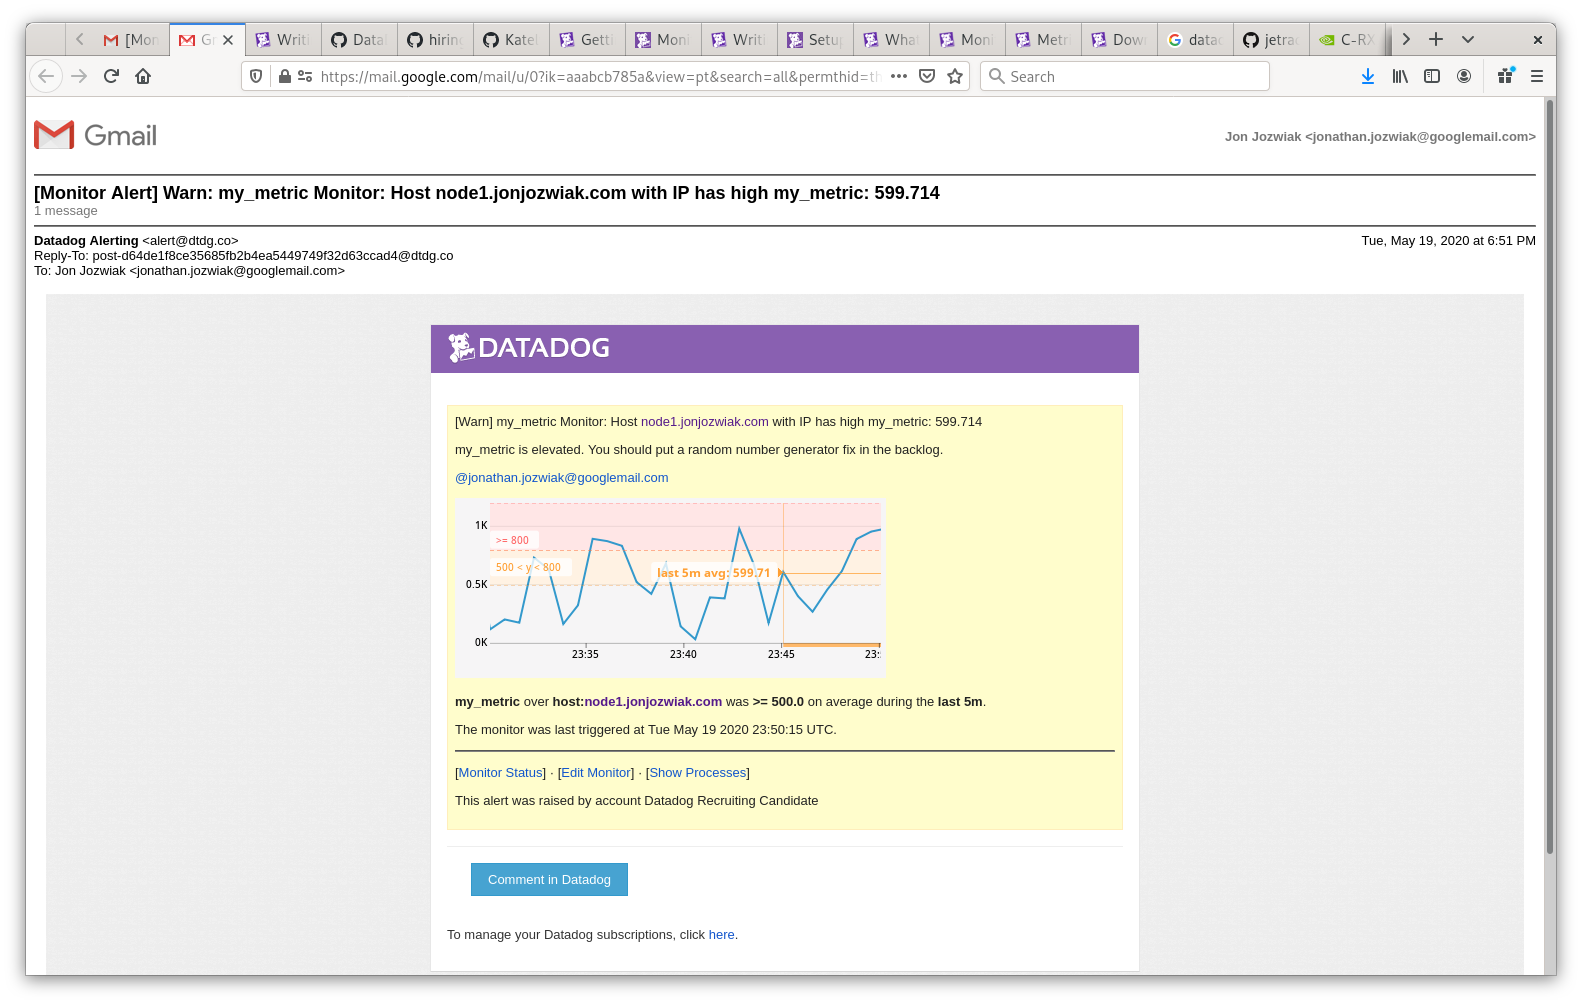 [Mon
Gr
Writi
Data
hirin
Katel
Getti
Moni
Writi
Setu
What
Moni
Metri
Dow
datad
jetra
C-RX
https://mail.google.com/mail/u/0?ik=aaabcb785a&view=pt&search=all&permthid=th
Search
Gmail
Jon Jozwiak <jonathan.jozwiak@googlemail.com>
[Monitor Alert] Warn: my_metric Monitor: Host node1.jonjozwiak.com with IP has high my_metric: 599.714
1 message
Datadog Alerting <alert@dtdg.co>
Tue, May 19, 2020 at 6:51 PM
Reply-To: post-d64de1f8ce35685fb2b4ea5449749f32d63ccad4@dtdg.co
To: Jon Jozwiak <jonathan.jozwiak@googlemail.com>
DATADOG
[Warn] my_metric Monitor: Host node1.jonjozwiak.com with IP has high my_metric: 599.714
my_metric is elevated. You should put a random number generator fix in the backlog.
@jonathan.jozwiak@googlemail.com
1K
>= 800
500 < y < 800
last 5m avg: 599.71
0.5K
0K
23:35
23:40
23:45
23:
my_metric over host:node1.jonjozwiak.com was >= 500.0 on average during the last 5m.
The monitor was last triggered at Tue May 19 2020 23:50:15 UTC.
[Monitor Status] · [Edit Monitor] · [Show Processes]
This alert was raised by account Datadog Recruiting Candidate
Comment in Datadog
To manage your Datadog subscriptions, click here.